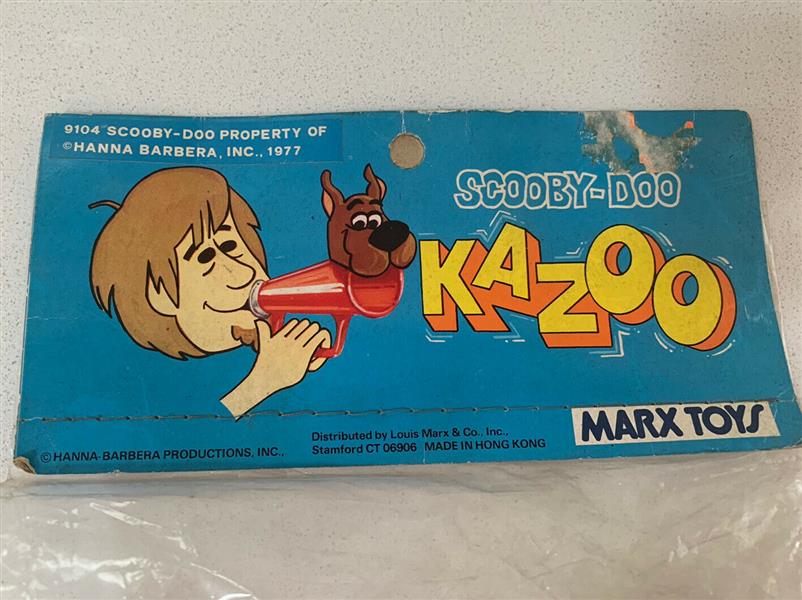 9104 SCOOBY-DOO PROPERTY OF
©HANNA BARBERA, INC., 1977
SCOOBY-DOO
KAZOO
MARX TOYS
©HANNA-BARBERA PRODUCTIONS, INC.,
Distributed by Louis Marx & Co., Inc.,
Stamford CT 06906 MADE IN HONG KONG